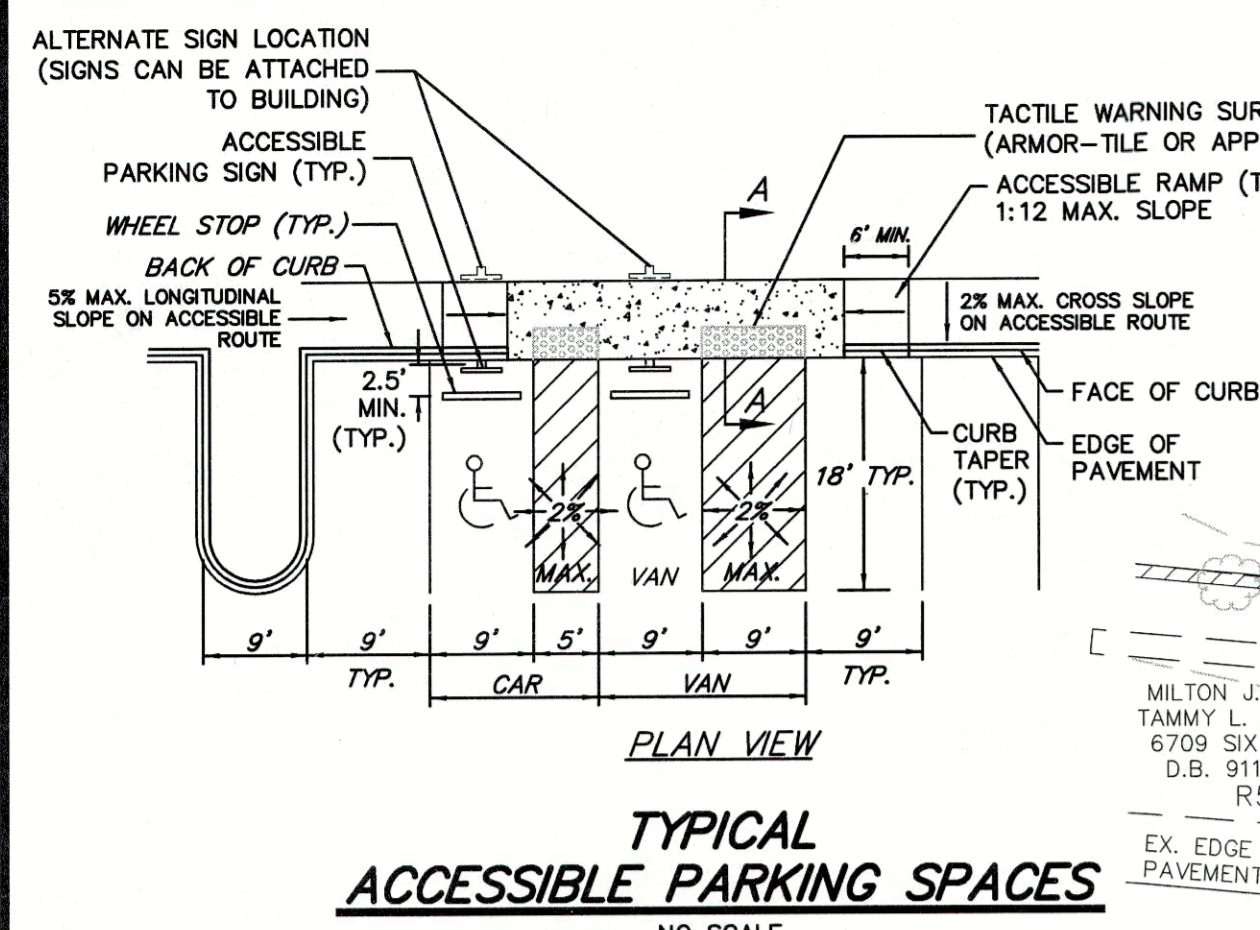 ALTERNATE SIGN LOCATION
(SIGNS CAN BE ATTACHED
TO BUILDING)
ACCESSIBLE
PARKING SIGN (TYP.)
WHEEL STOP (TYP.)
BACK OF CURB
5% MAX. LONGITUDINAL
SLOPE ON ACCESSIBLE
ROUTE
2.5'
MIN.
(TYP.)
A
TACTILE WARNING SUR
(ARMOR-TILE OR APP
ACCESSIBLE RAMP (T
1:12 MAX. SLOPE
6' MIN.
2% MAX. CROSS SLOPE
ON ACCESSIBLE ROUTE
A
FACE OF CURB
CURB
TAPER
(TYP.)
EDGE OF
PAVEMENT
18' TYP.
2%
MAX.
VAN
2%
MAX.
9'
9'
TYP.
9'
5'
9'
9'
9'
TYP.
CAR
VAN
PLAN VIEW
TYPICAL
ACCESSIBLE PARKING SPACES
NO SCALE
MILTON J.
TAMMY L.
6709 SIX
D.B. 911
R5
EX. EDGE
PAVEMENT